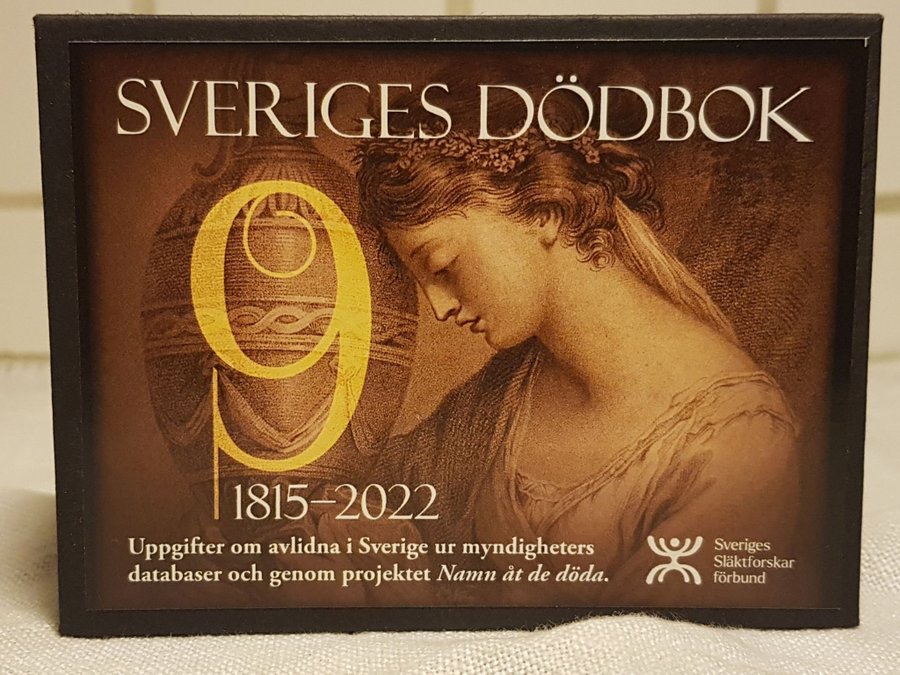 SVERIGES DÖDBOK
9
1815–2022
Uppgifter om avlidna i Sverige ur myndigheters
databaser och genom projektet Namn åt de döda.
Sveriges
Släktforskar
förbund